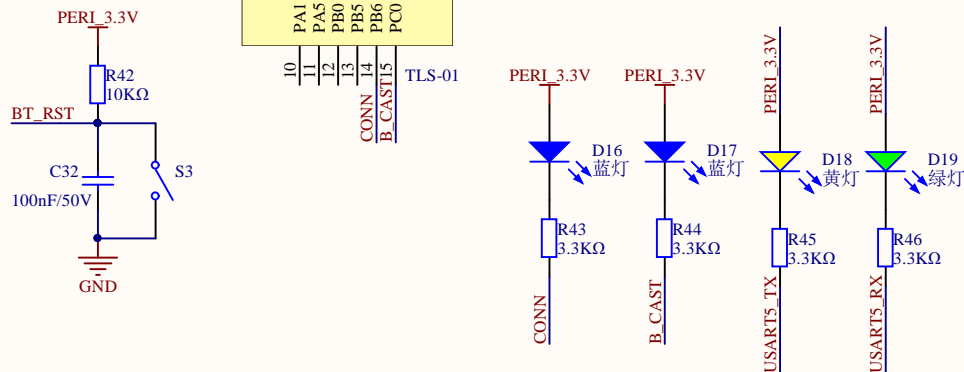 PERI_3.3V
R42
10KΩ
BT_RST
C32
100nF/50V
S3
GND
PA1
PA5
PB0
PB5
PB6
PC0
10
11
12
13
14
15
TLS-01
CONN
B_CAST
PERI_3.3V
D16
蓝灯
R43
3.3KΩ
CONN
PERI_3.3V
D17
蓝灯
R44
3.3KΩ
B_CAST
PERI_3.3V
D18
黄灯
R45
3.3KΩ
USART5_TX
PERI_3.3V
D19
绿灯
R46
3.3KΩ
USART5_RX